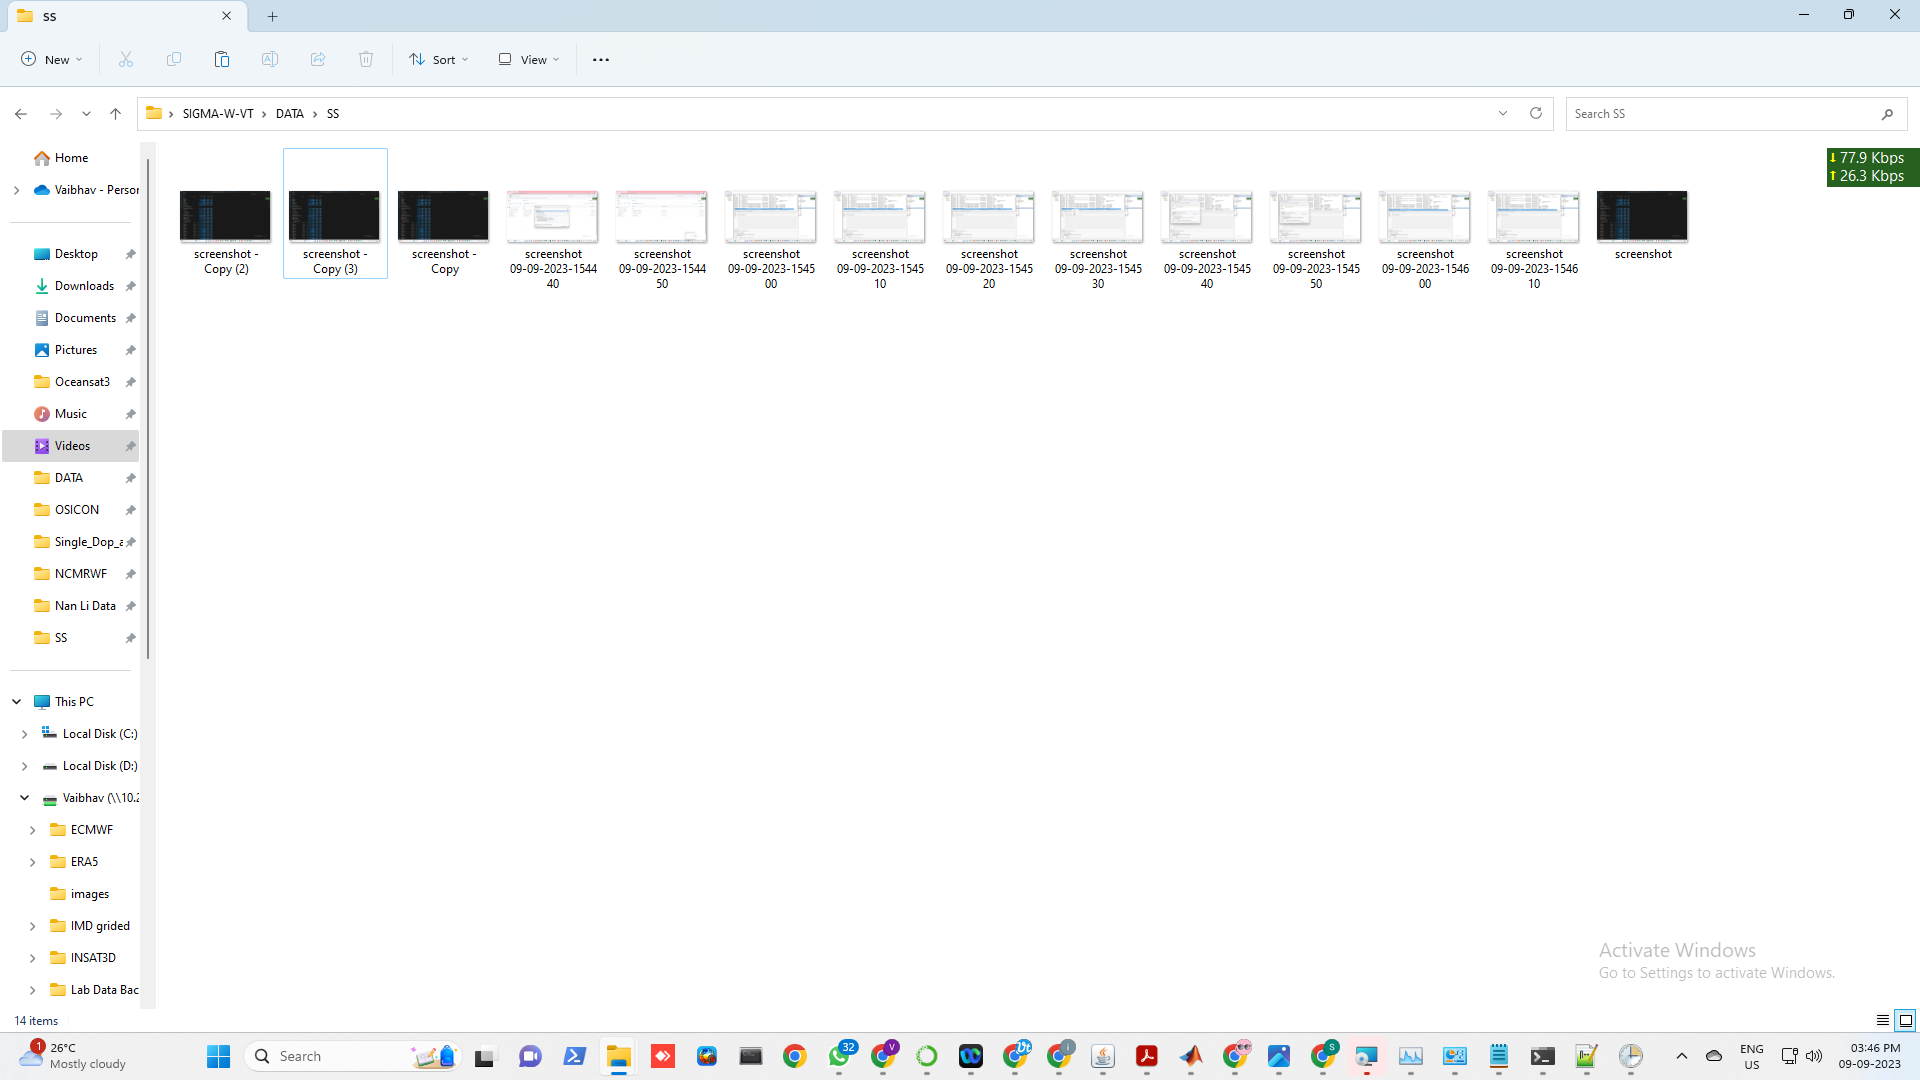 SS
New
Sort
View
SIGMA-W-VT
DATA
SS
Search SS
77.9 Kbps
26.3 Kbps
Home
Vaibhav - Person
Desktop
Downloads
Documents
Pictures
Oceansat3
Music
Videos
DATA
OSICON
Single_Dop_a
NCMRWF
Nan Li Data
SS
This PC
Local Disk (C:)
Local Disk (D:)
Vaibhav (\\10.2
ECMWF
ERA5
images
IMD grided
INSAT3D
Lab Data Bac
screenshot -
Copy (2)
screenshot -
Copy (3)
screenshot -
Copy
screenshot
09-09-2023-1544
40
screenshot
09-09-2023-1544
50
screenshot
09-09-2023-1545
00
screenshot
09-09-2023-1545
10
screenshot
09-09-2023-1545
20
screenshot
09-09-2023-1545
30
screenshot
09-09-2023-1545
40
screenshot
09-09-2023-1545
50
screenshot
09-09-2023-1546
00
screenshot
09-09-2023-1546
10
screenshot
Activate Windows
Go to Settings to activate Windows.
14 items
1
26°C
Mostly cloudy
Search
32
V
i
S
ENG
US
03:46 PM
09-09-2023